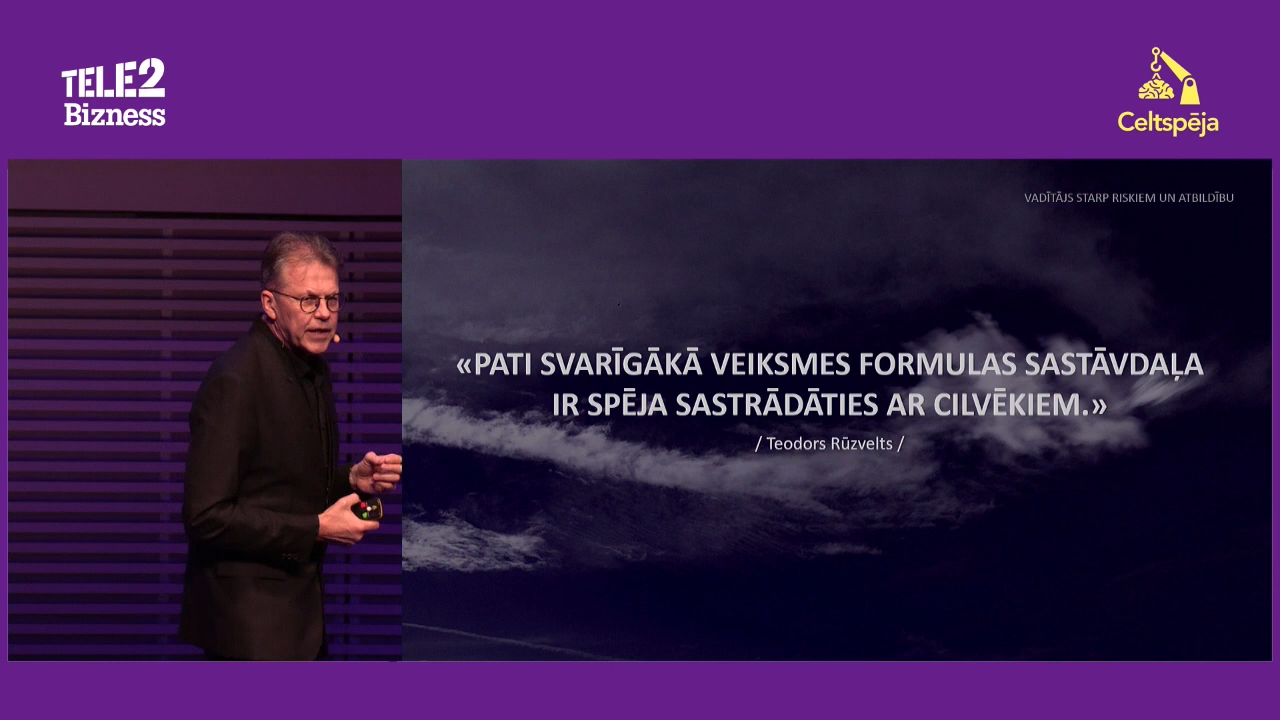 TELE2
Bizness
Celtspēja
VADĪTĀJS STARP RISKIEM UN ATBILDĪBU
«PATI SVARĪGĀKĀ VEIKSMES FORMULAS SASTĀVDAĻA
IR SPĒJA SASTRĀDĀTIES AR CILVĒKIEM.»
/ Teodors Rūzvelts /